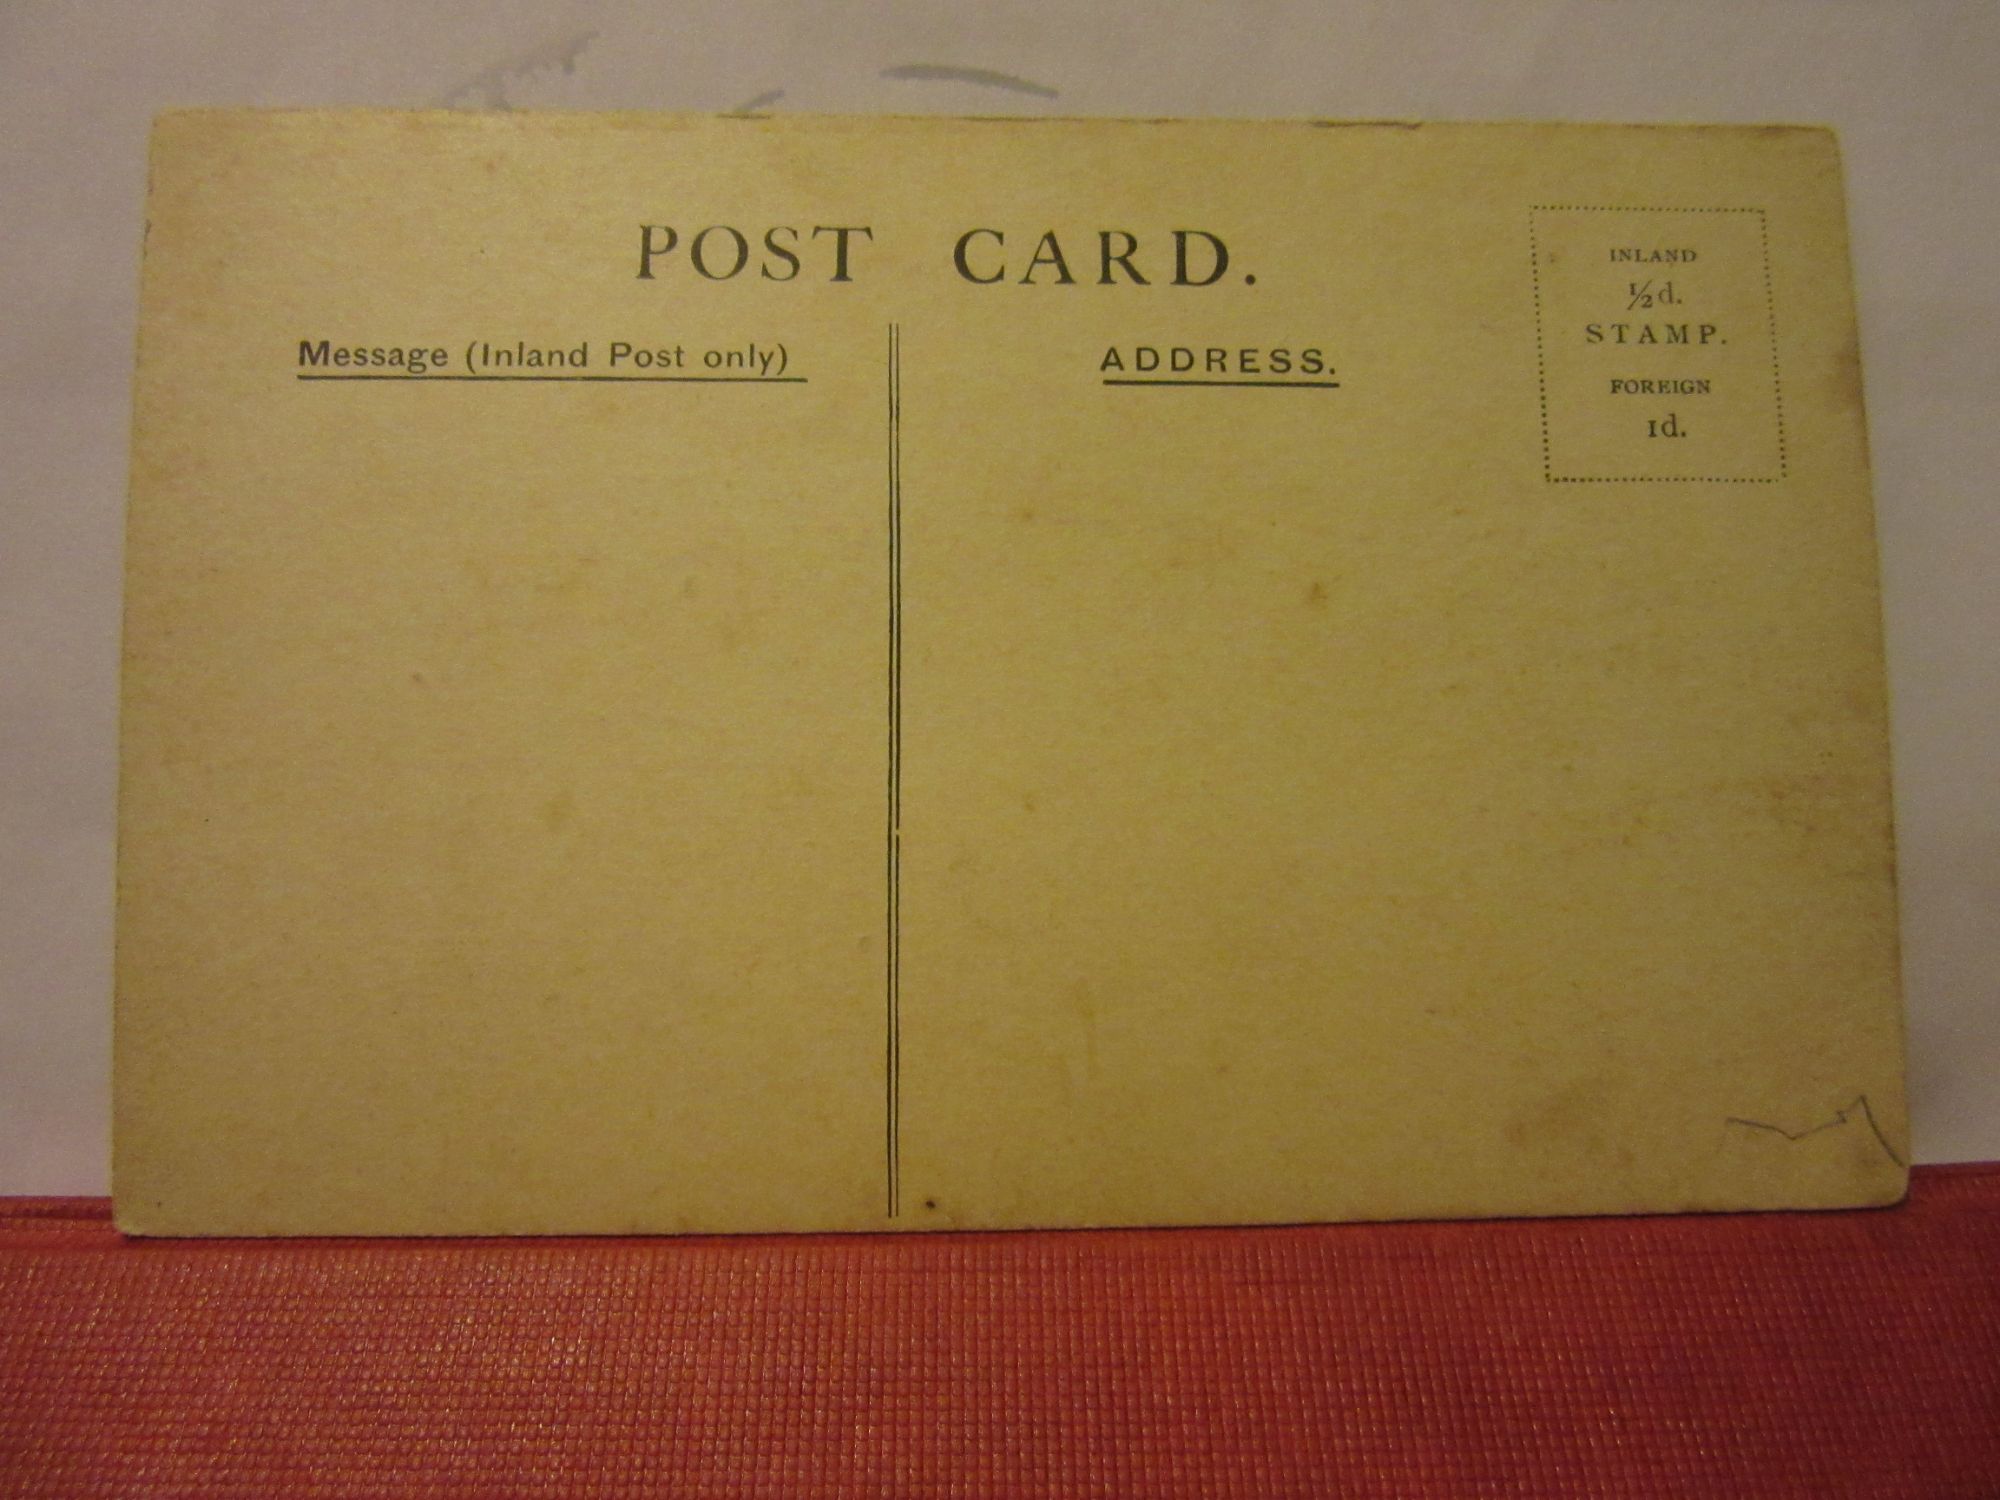 POST CARD.
Message (Inland Post only)
ADDRESS.
INLAND
½d.
STAMP.
FOREIGN
1d.